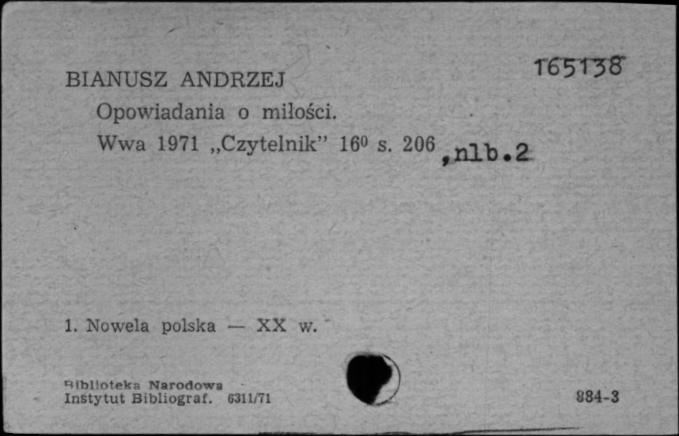 165138
BIANUSZ ANDRZEJ
Opowiadania o miłości.
Wwa 1971 „Czytelnik” 16⁰ s. 206 ,nlb.2
1. Nowela polska — XX w.
Biblioteka Narodowa
Instytut Bibliograf. 6311/71
884-3